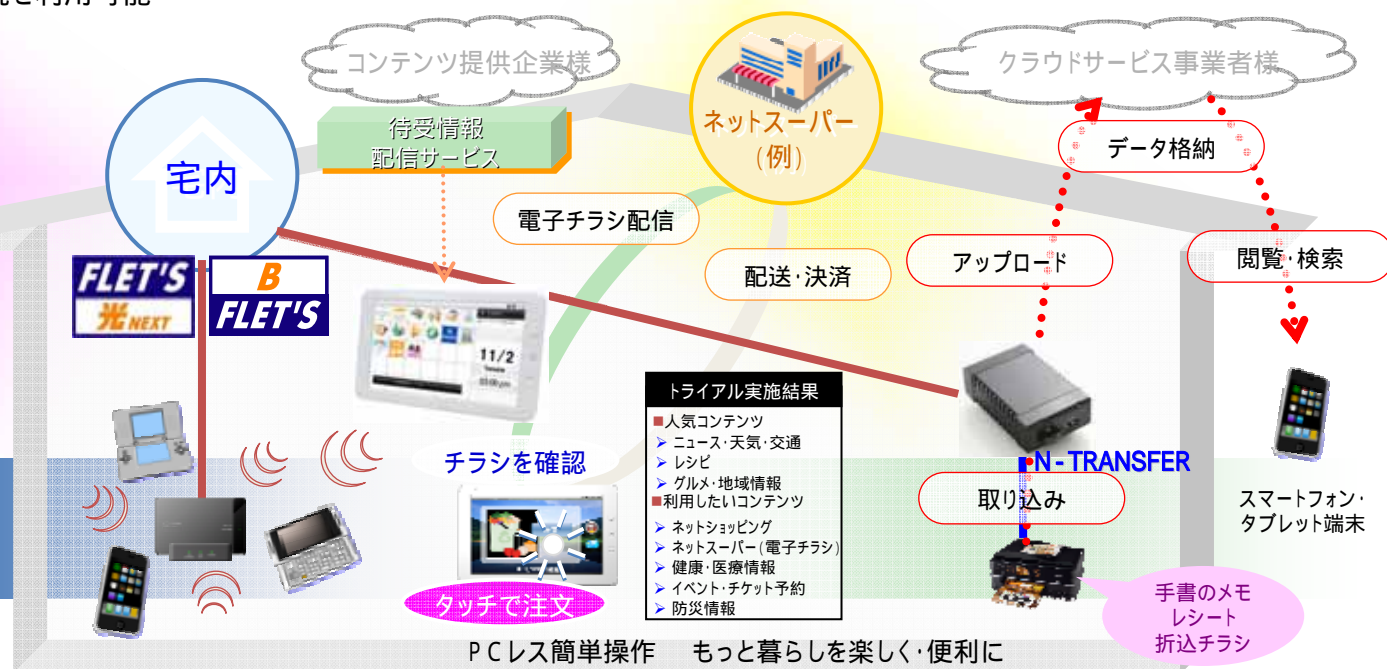 コンテンツ提供企業様
クラウドサービス事業者様
ネットスーパー
(例)
待受情報
配信サービス
データ格納
宅内
電子チラシ配信
配送・決済
アップロード
閲覧・検索
FLET'S
光 NEXT
B
FLET'S
11/2
トライアル実施結果
■人気コンテンツ
➤ ニュース・天気・交通
➤ レシピ
➤ グルメ・地域情報
■利用したいコンテンツ
➤ ネットショッピング
➤ ネットスーパー(電子チラシ)
➤ 健康・医療情報
➤ イベント・チケット予約
➤ 防災情報
チラシを確認
タッチで注文
N-TRANSFER
取り込み
スマートフォン・
タブレット端末
手書のメモ
レシート
折込チラシ
PCレス簡単操作 もっと暮らしを楽しく・便利に